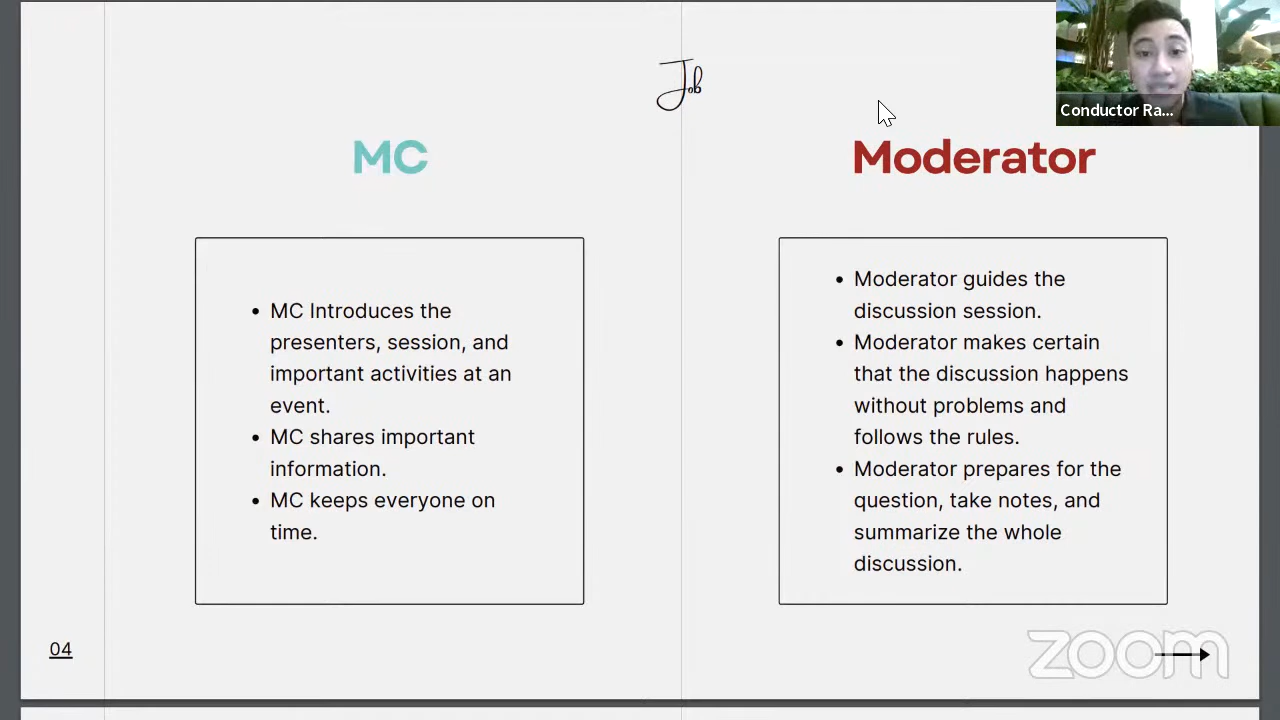 Job
Conductor Ra...
MC
Moderator
• MC Introduces the
presenters, session, and
important activities at an
event.
• MC shares important
information.
• MC keeps everyone on
time.
• Moderator guides the
discussion session.
• Moderator makes certain
that the discussion happens
without problems and
follows the rules.
• Moderator prepares for the
question, take notes, and
summarize the whole
discussion.
04
zoom